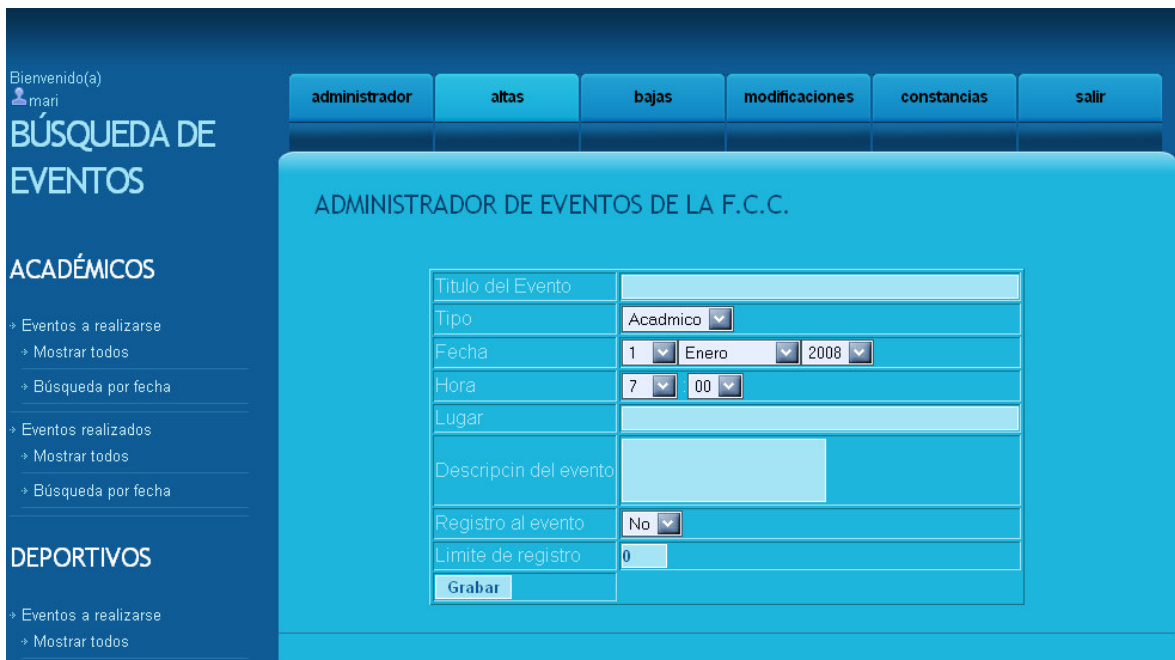 Bienvenido(a)
mari
BÚSQUEDA DE
EVENTOS
ACADÉMICOS
Eventos a realizarse
Mostrar todos
Búsqueda por fecha
Eventos realizados
Mostrar todos
Búsqueda por fecha
DEPORTIVOS
Eventos a realizarse
Mostrar todos
administrador altas bajas modificaciones constancias salir
ADMINISTRADOR DE EVENTOS DE LA F.C.C.
Titulo del Evento
Tipo Acadmico
Fecha 1 Enero 2008
Hora 7 : 00
Lugar
Descripcin del evento
Registro al evento No
Limite de registro 0
Grabar